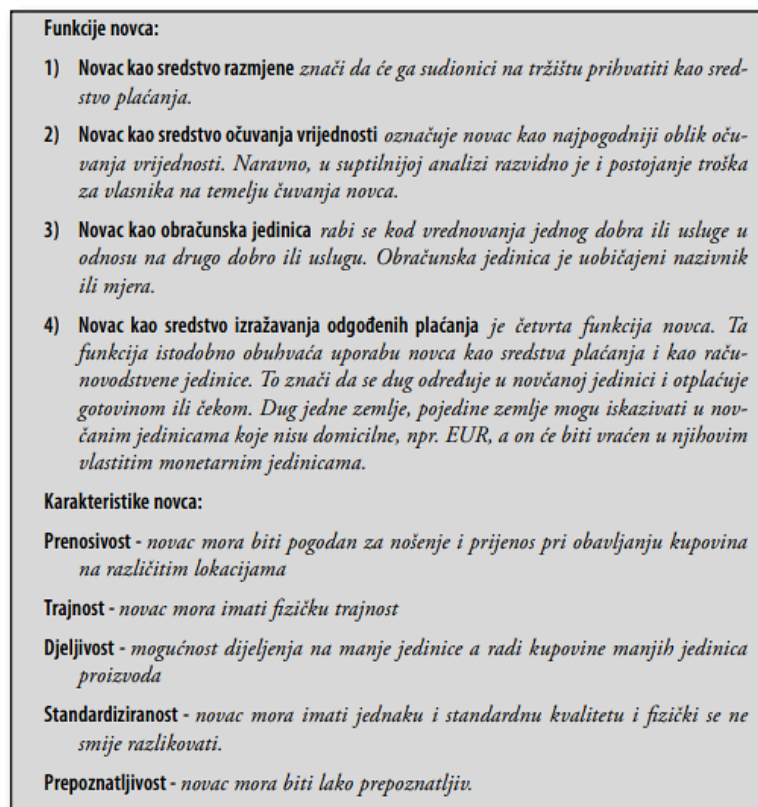 Funkcije novca:
1) Novac kao sredstvo razmjene znači da će ga sudionici na tržištu prihvatiti kao sred-
stvo plaćanja.
2) Novac kao sredstvo očuvanja vrijednosti označuje novac kao najpogodniji oblik oču-
vanja vrijednosti. Naravno, u suptilnijoj analizi razvidno je i postojanje troška
za vlasnika na temelju čuvanja novca.
3) Novac kao obračunska jedinica rabi se kod vrednovanja jednog dobra ili usluge u
odnosu na drugo dobro ili uslugu. Obračunska jedinica je uobičajeni nazivnik
ili mjera.
4) Novac kao sredstvo izražavanja odgođenih plaćanja je četvrta funkcija novca. Ta
funkcija istodobno obuhvaća uporabu novca kao sredstva plaćanja i kao raču-
novodstvene jedinice. To znači da se dug određuje u novčanoj jedinici i otplaćuje
gotovinom ili čekom. Dug jedne zemlje, pojedine zemlje mogu iskazivati u nov-
čanim jedinicama koje nisu domicilne, npr. EUR, a on će biti vraćen u njihovim
vlastitim monetarnim jedinicama.
Karakteristike novca:
Prenosivost - novac mora biti pogodan za nošenje i prijenos pri obavljanju kupovina
na različitim lokacijama
Trajnost - novac mora imati fizičku trajnost
Djeljivost - mogućnost dijeljenja na manje jedinice a radi kupovine manjih jedinica
proizvoda
Standardiziranost - novac mora imati jednaku i standardnu kvalitetu i fizički se ne
smije razlikovati.
Prepoznatljivost - novac mora biti lako prepoznatljiv.